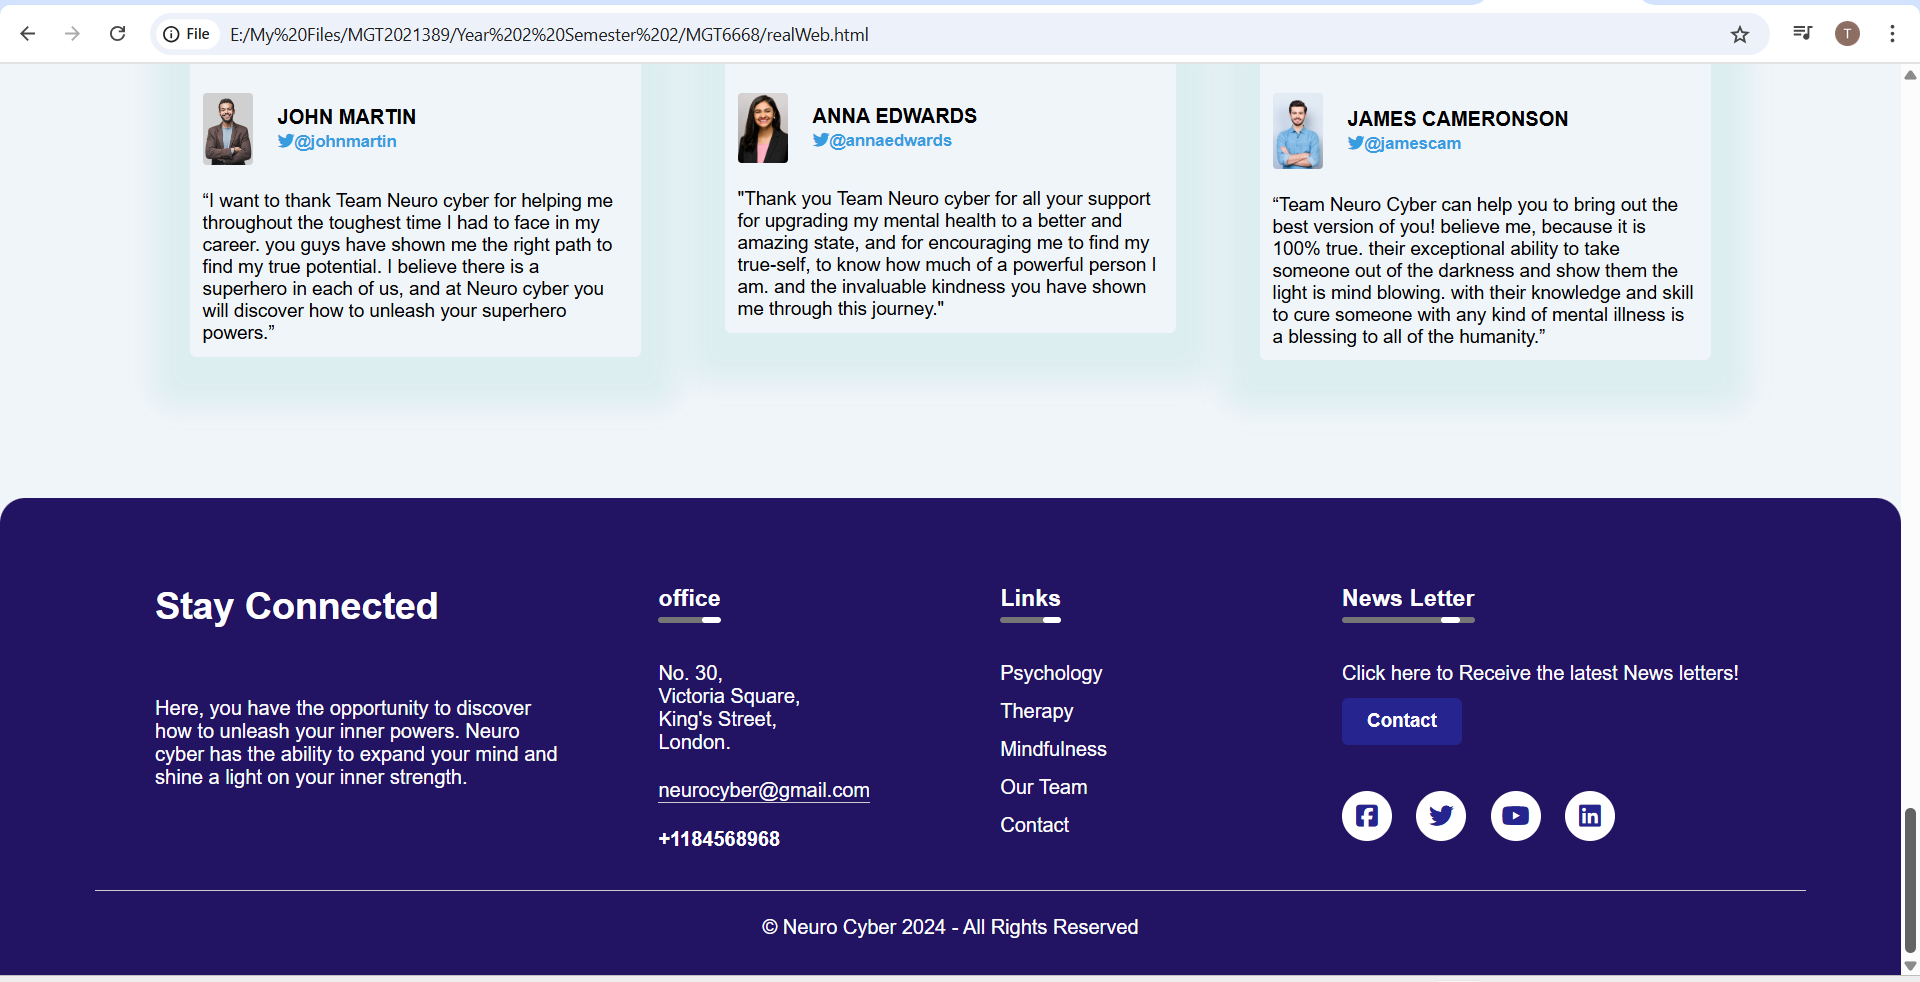 File
E:/My%20Files/MGT2021389/Year%202%20Semester%202/MGT6668/realWeb.html
T
JOHN MARTIN
@johnmartin
“I want to thank Team Neuro cyber for helping me
throughout the toughest time I had to face in my
career. you guys have shown me the right path to
find my true potential. I believe there is a
superhero in each of us, and at Neuro cyber you
will discover how to unleash your superhero
powers.”
ANNA EDWARDS
@annaedwards
"Thank you Team Neuro cyber for all your support
for upgrading my mental health to a better and
amazing state, and for encouraging me to find my
true-self, to know how much of a powerful person I
am. and the invaluable kindness you have shown
me through this journey."
JAMES CAMERONSON
@jamescam
“Team Neuro Cyber can help you to bring out the
best version of you! believe me, because it is
100% true. their exceptional ability to take
someone out of the darkness and show them the
light is mind blowing. with their knowledge and skill
to cure someone with any kind of mental illness is
a blessing to all of the humanity.”
Stay Connected
Here, you have the opportunity to discover
how to unleash your inner powers. Neuro
cyber has the ability to expand your mind and
shine a light on your inner strength.
office
No. 30,
Victoria Square,
King's Street,
London.
neurocyber@gmail.com
+1184568968
Links
Psychology
Therapy
Mindfulness
Our Team
Contact
News Letter
Click here to Receive the latest News letters!
Contact
© Neuro Cyber 2024 - All Rights Reserved